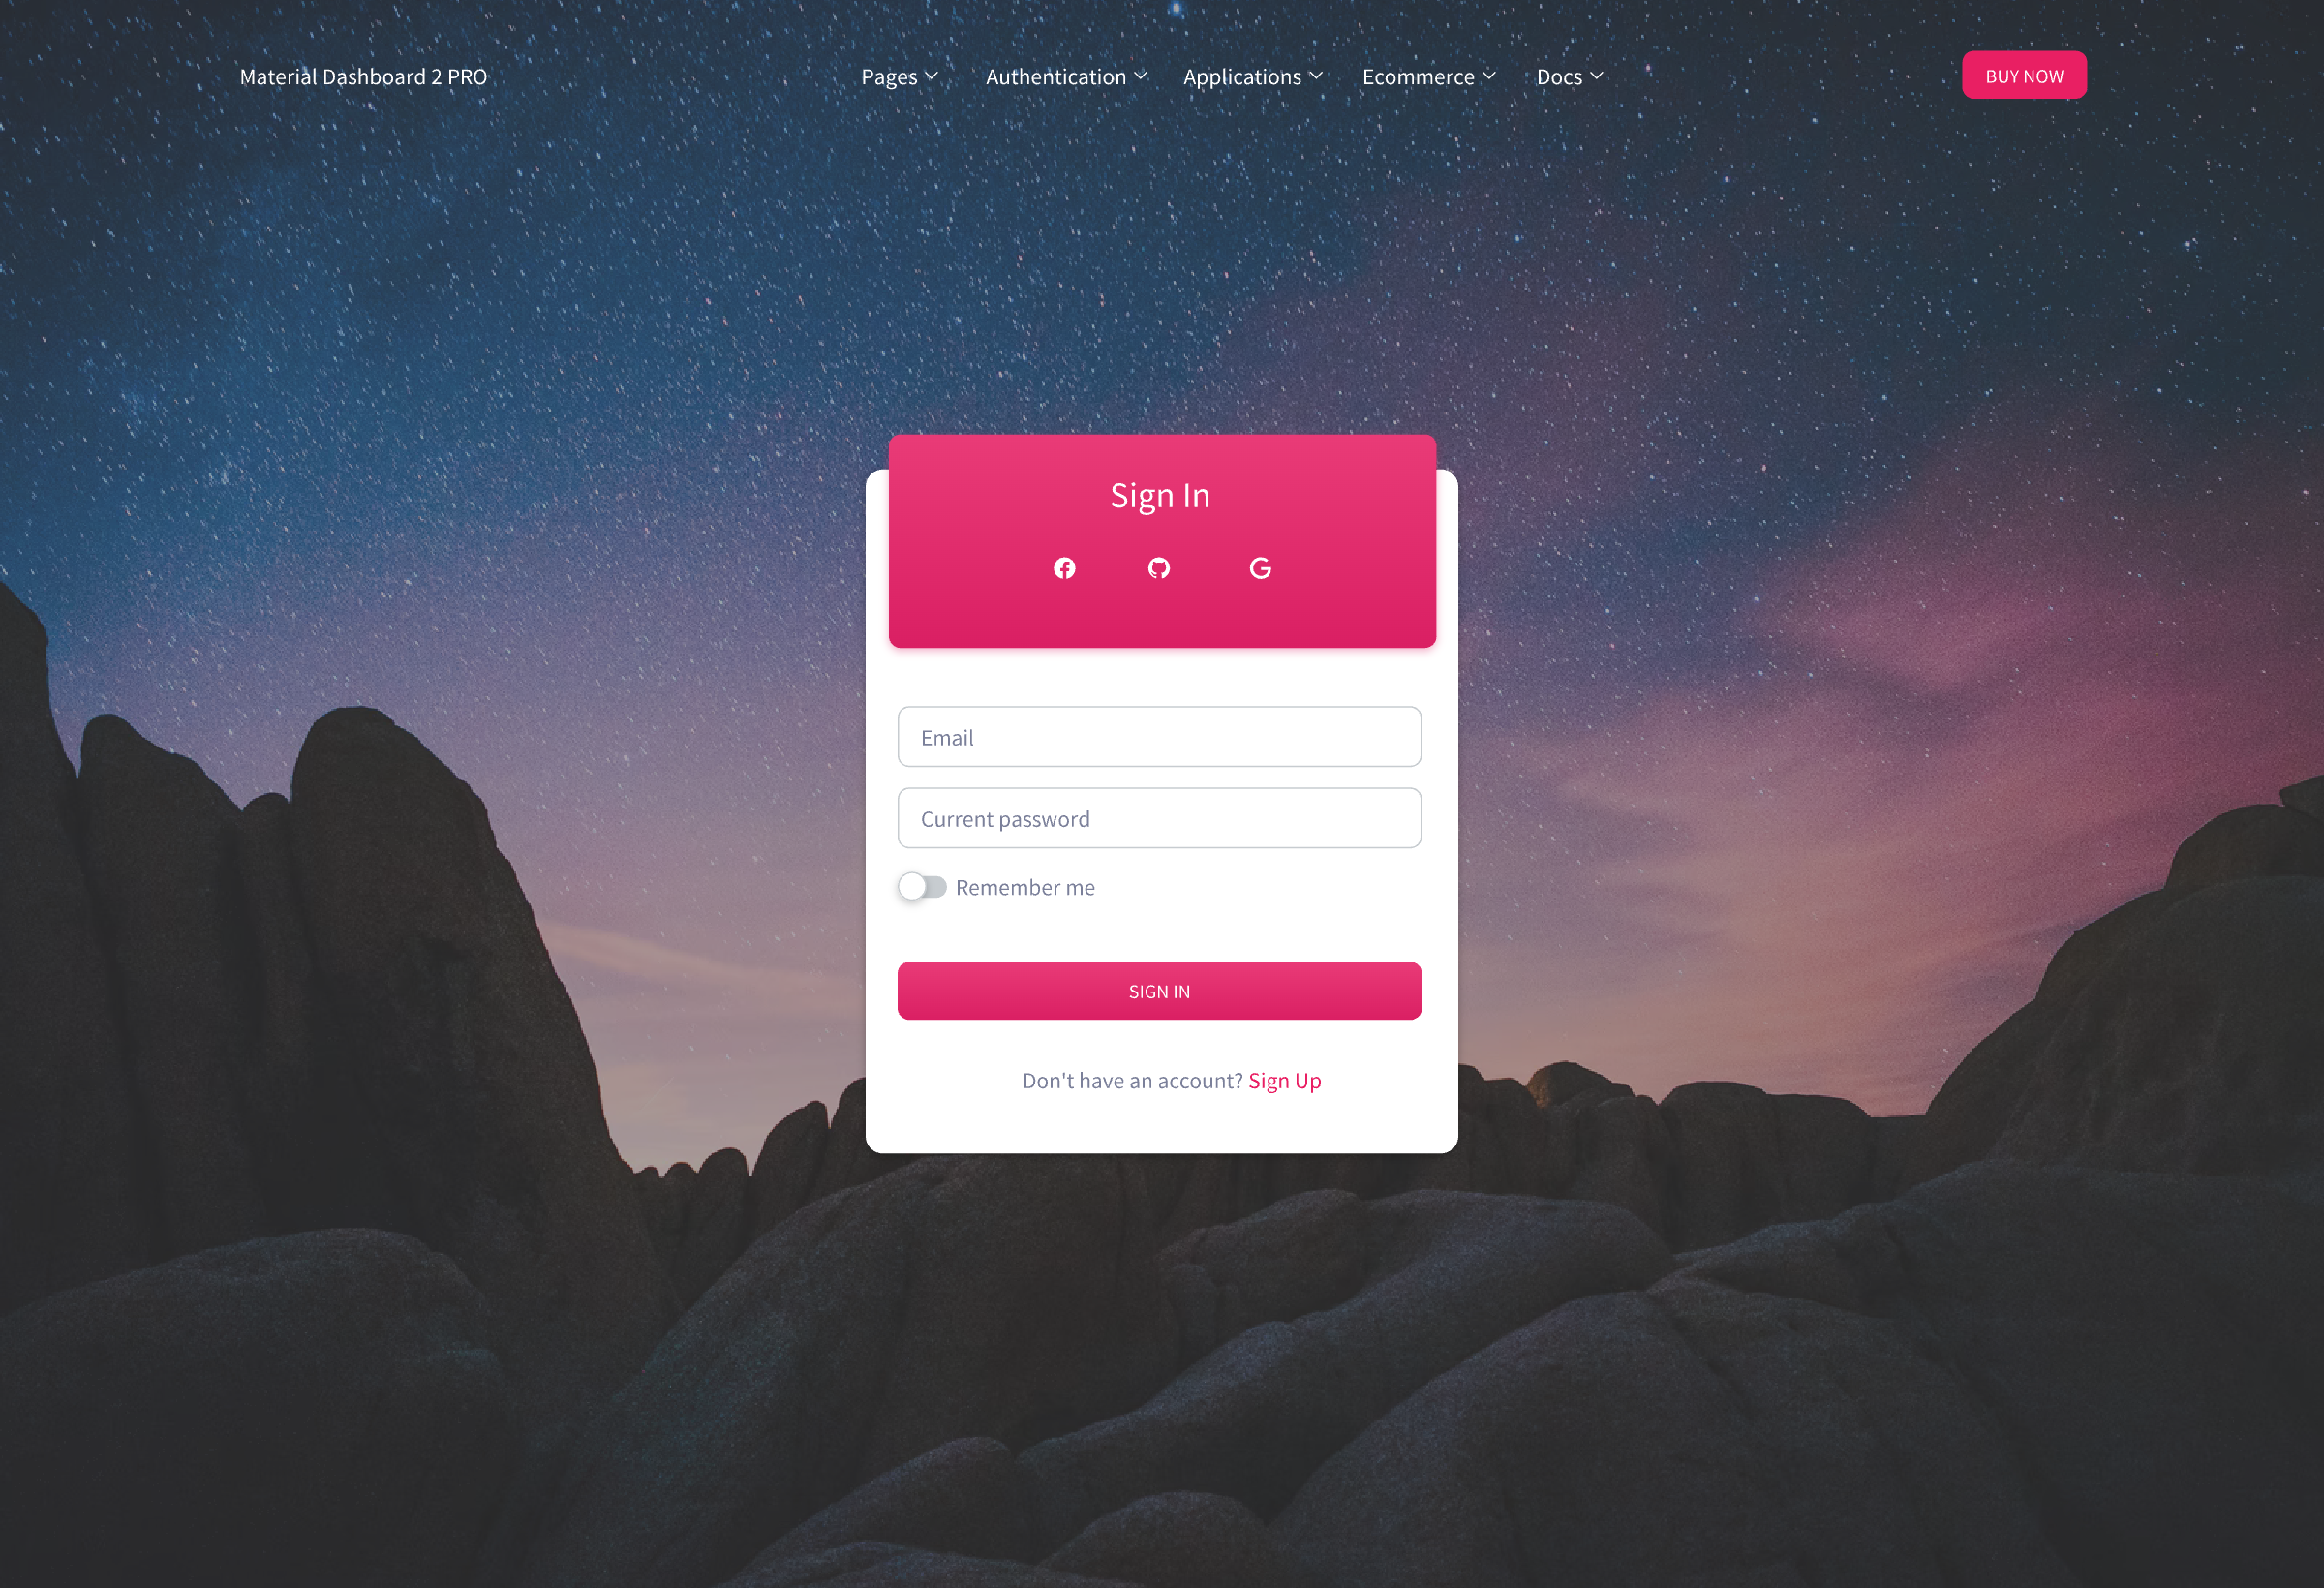 Material Dashboard 2 PRO
Pages
Authentication
Applications
Ecommerce
Docs
BUY NOW
Sign In
Email
Current password
Remember me
SIGN IN
Don't have an account? Sign Up